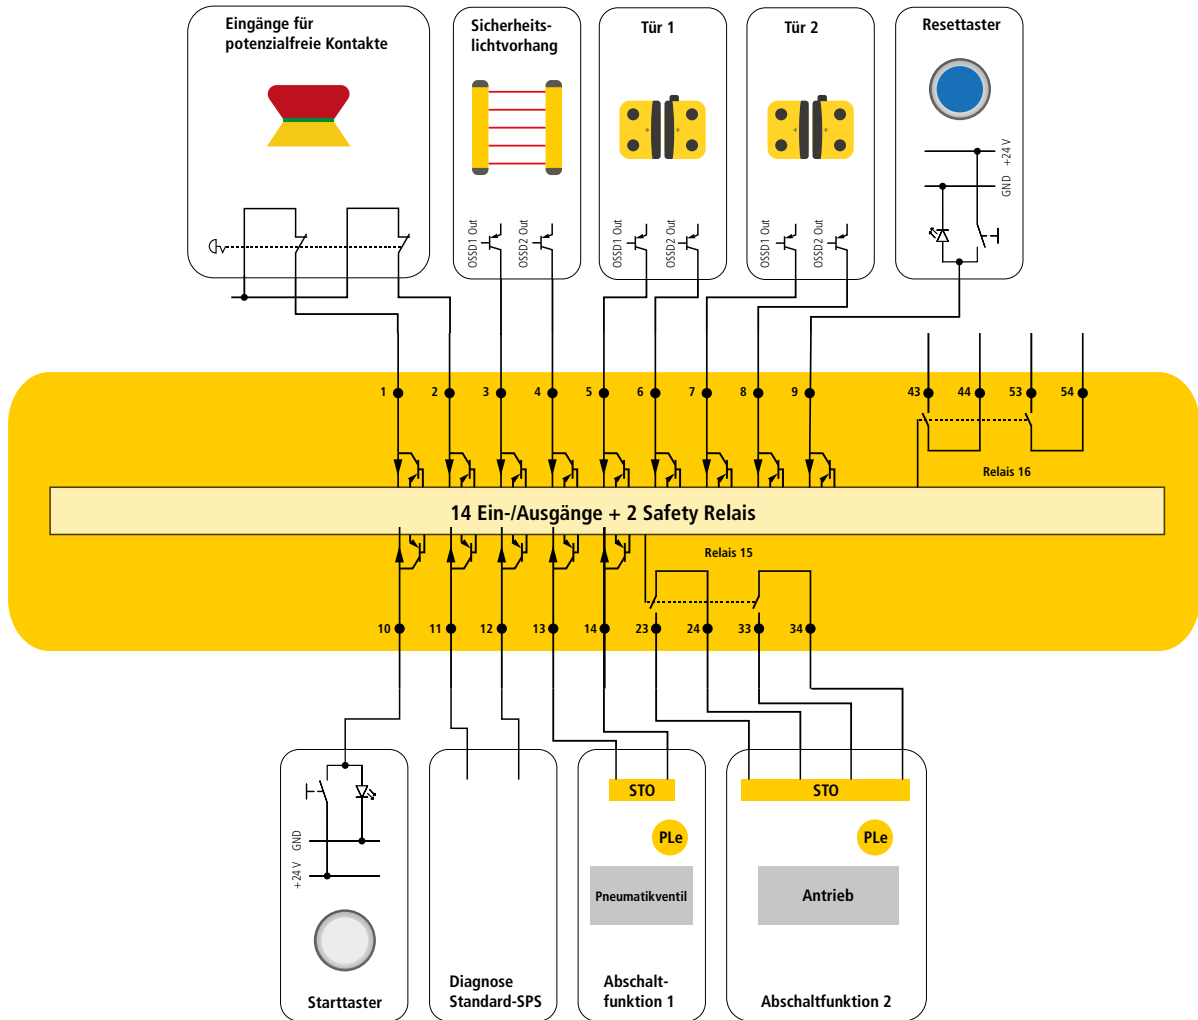 Eingänge für
potenzialfreie Kontakte
Sicherheits-
lichtvorhang
Tür 1
Tür 2
Resettaster
OSSD1 Out
OSSD2 Out
OSSD1 Out
OSSD2 Out
OSSD1 Out
OSSD2 Out
+24 V
GND
1
2
3
4
5
6
7
8
9
43
44
53
54
Relais 16
14 Ein-/Ausgänge + 2 Safety Relais
Relais 15
10
11
12
13
14
23
24
33
34
GND
+24 V
Starttaster
Diagnose
Standard-SPS
STO
PLe
Pneumatikventil
Abschalt-
funktion 1
STO
PLe
Antrieb
Abschaltfunktion 2